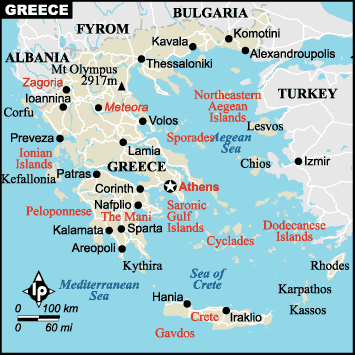 GREECE
BULGARIA
FYROM
Komotini
Kavala
Alexandroupolis
ALBANIA
Thessaloniki
Mt Olympus
2917m
Zagoria
Ioannina
Meteora
Corfu
Volos
Northeastern
Aegean
Islands
TURKEY
Lesvos
Preveza
Sporades
Aegean
Sea
Lamia
Ionian
Islands
GREECE
Chios
Izmir
Kefallonia
Patras
Athens
Corinth
Peloponnese
Nafplio
Saronic
Gulf
Islands
The Mani
Kalamata
Sparta
Dodecanese
Islands
Cyclades
Areopoli
Kythira
Rhodes
Mediterranean
Sea
Sea of
Crete
Karpathos
Kassos
lp
0 100 km
0 60 mi
Hania
Crete
Iraklio
Gavdos